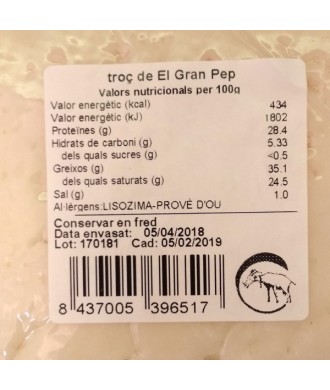 troç de El Gran Pep
Valors nutricionals per 100g
Valor energètic (kcal) 434
Valor energètic (kJ) 1802
Proteïnes (g) 28.4
Hidrats de carboni (g) 5.33
dels quals sucres (g) <0.5
Greixos (g) 35.1
dels quals saturats (g) 24.5
Sal (g) 1.0
Al·lèrgens:LISOZIMA-PROVÉ D'OU
Conservar en fred
Data envasat: 05/04/2018
Lot: 170181 Cad: 05/02/2019
8 437005 396517